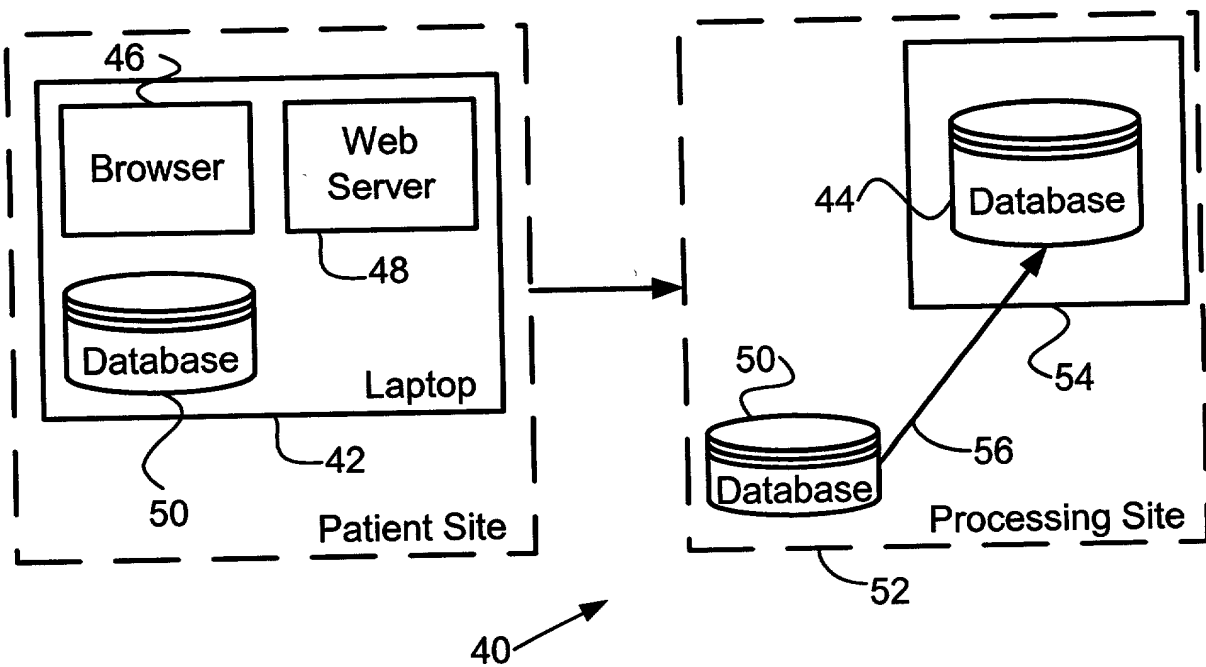 46
Browser
Web
Server
48
Database
Laptop
50
42
Patient Site
44
Database
54
50
56
Database
Processing Site
52
40